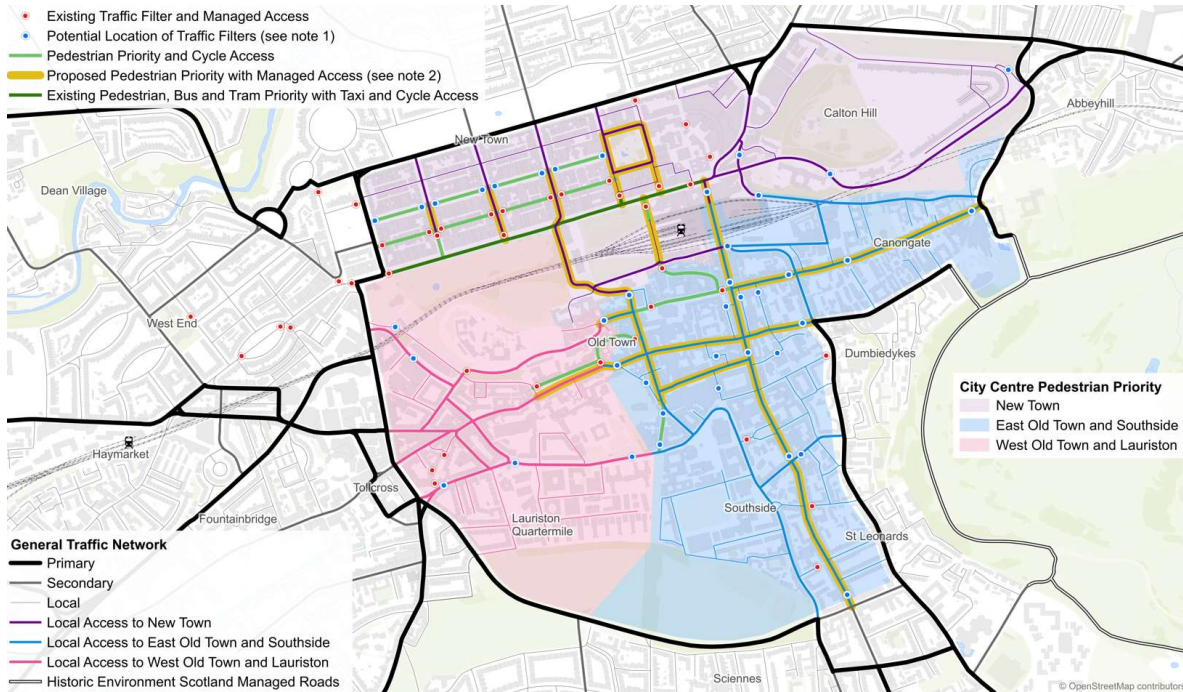 Existing Traffic Filter and Managed Access
Potential Location of Traffic Filters (see note 1)
Pedestrian Priority and Cycle Access
Proposed Pedestrian Priority with Managed Access (see note 2)
Existing Pedestrian, Bus and Tram Priority with Taxi and Cycle Access
Calton Hill
Abbeyhill
New Town
Dean Village
Canongate
West End
Old Town
Dumbiedykes
City Centre Pedestrian Priority
New Town
East Old Town and Southside
West Old Town and Lauriston
Haymarket
Tollcross
Fountainbridge
Lauriston
Quartermile
Southside
St Leonards
General Traffic Network
Primary
Secondary
Local
Local Access to New Town
Local Access to East Old Town and Southside
Local Access to West Old Town and Lauriston
Historic Environment Scotland Managed Roads
Sciennes
© OpenStreetMap contributors